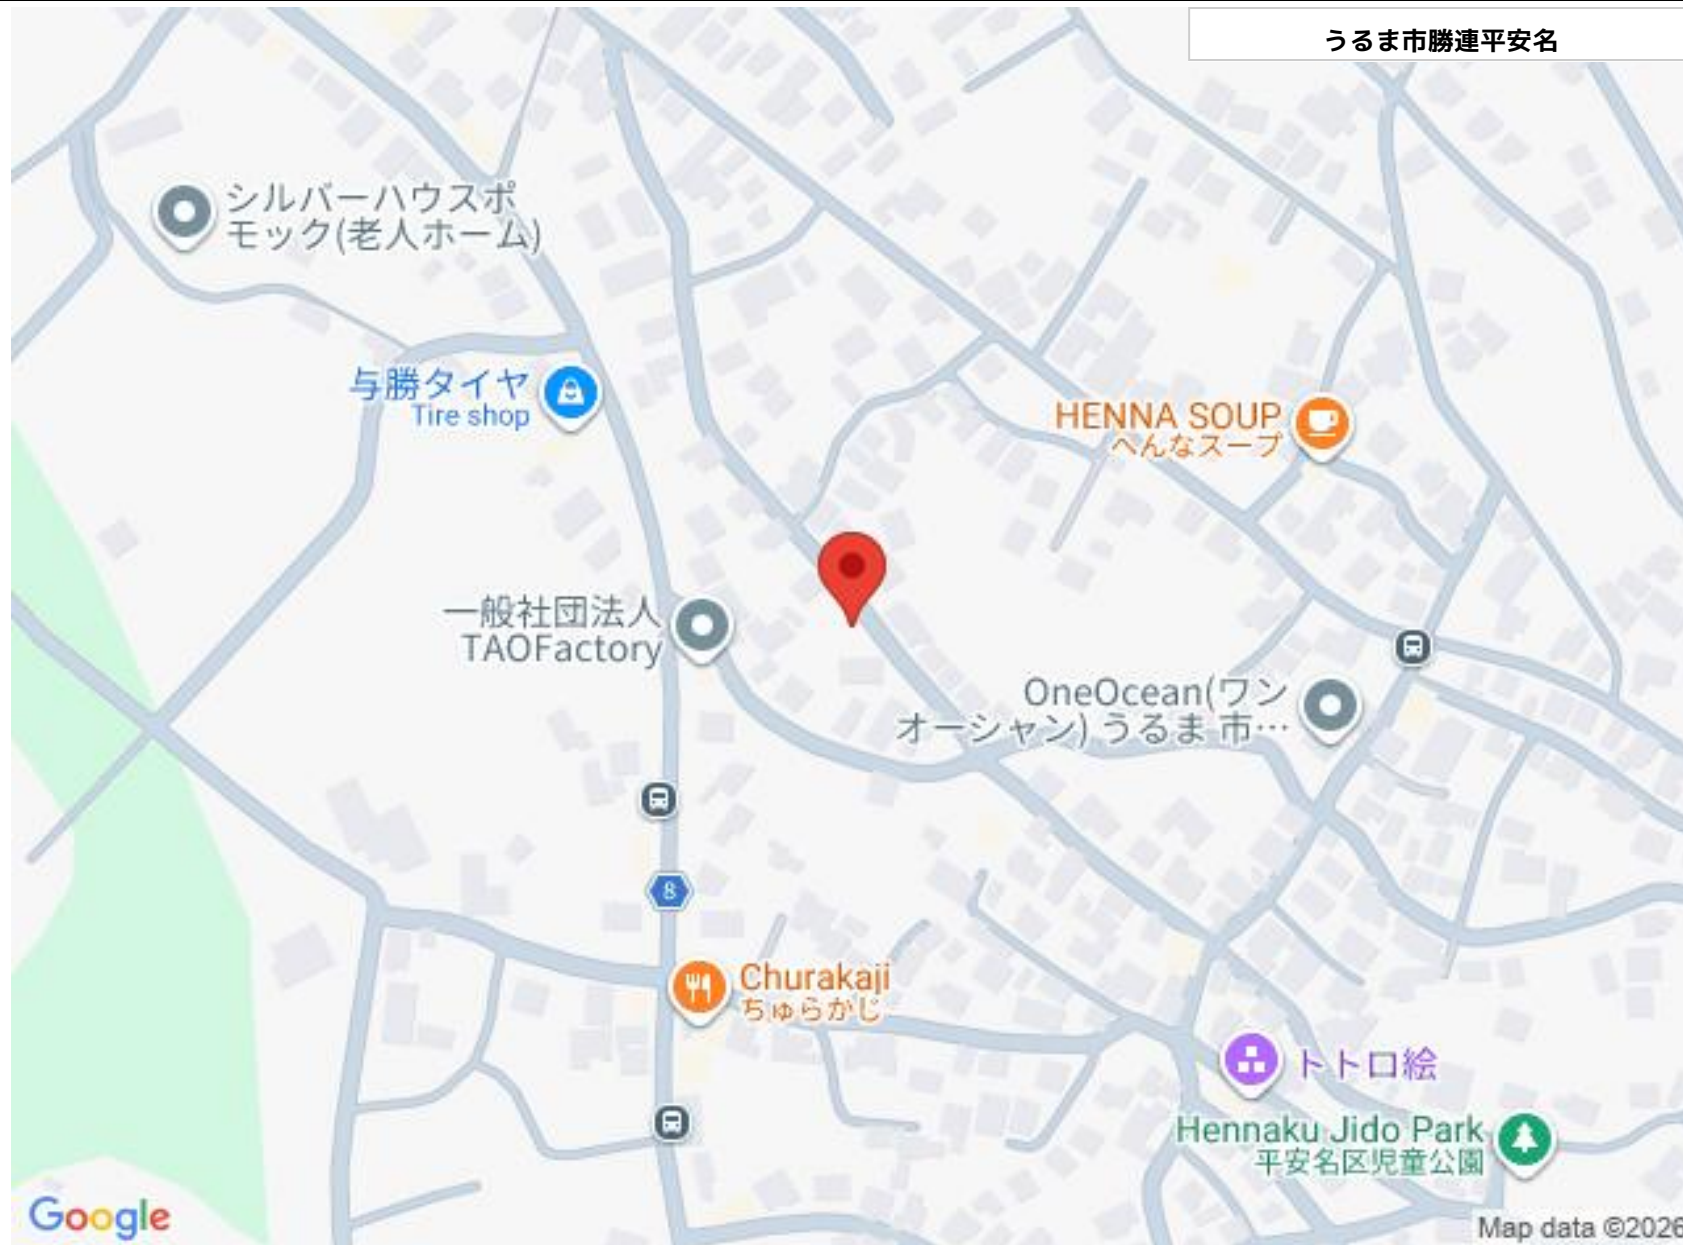 うるま市勝連平安名
シルバーハウスポ
モック(老人ホーム)
与勝タイヤ
Tire shop
HENNA SOUP
へんなスープ
一般社団法人
TAOFactory
OneOcean(ワン
オーシャン) うるま 市…
8
Churakaji
ちゅらかじ
トトロ絵
Hennaku Jido Park
平安名区児童公園
Google
Map data ©2026